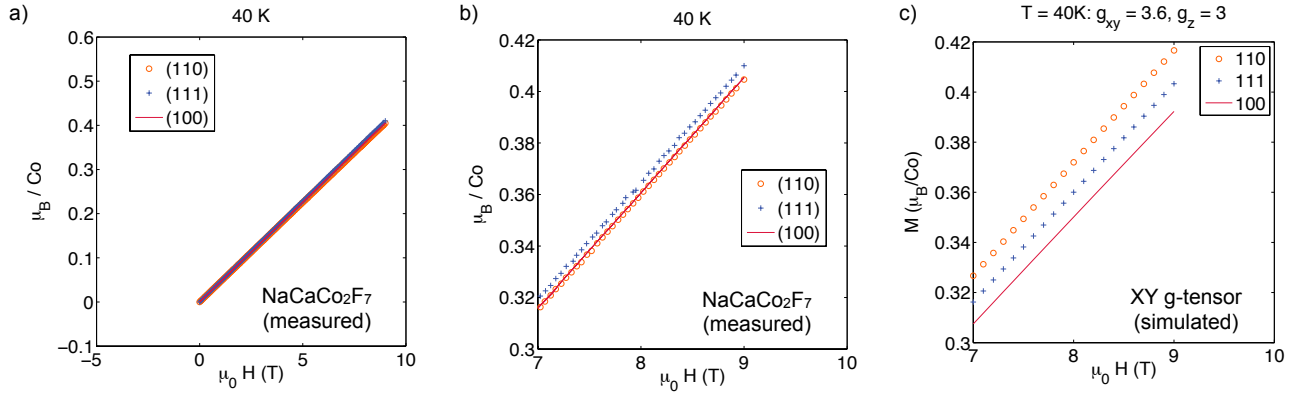 a)
40 K
0.6
0.5
0.4
0.3
0.2
0.1
0
−0.1
−5
0
5
10
μB / Co
μ0 H (T)
(110)
(111)
(100)
NaCaCo2F7
(measured)
b)
40 K
0.42
0.4
0.38
0.36
0.34
0.32
0.3
7
8
9
10
μB / Co
μ0 H (T)
(110)
(111)
(100)
NaCaCo2F7
(measured)
c)
T = 40K: gxy = 3.6, gz = 3
0.42
0.4
0.38
0.36
0.34
0.32
0.3
7
8
9
10
M (μB/Co)
μ0 H (T)
110
111
100
XY g-tensor
(simulated)